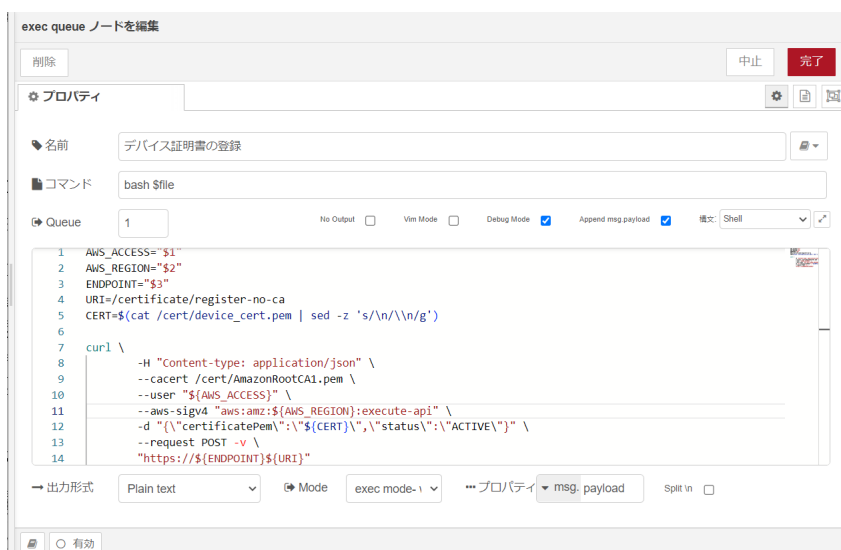 exec queue ノードを編集
削除 中止 完了
プロパティ
名前 デバイス証明書の登録
コマンド bash $file
Queue 1 No Output Vim Mode Debug Mode Append msg.payload 構文: Shell
1 AWS_ACCESS="$1"
2 AWS_REGION="$2"
3 ENDPOINT="$3"
4 URI=/certificate/register-no-ca
5 CERT=$(cat /cert/device_cert.pem | sed -z 's/\n/\\n/g')
6
7 curl \
8 -H "Content-type: application/json" \
9 --cacert /cert/AmazonRootCA1.pem \
10 --user "${AWS_ACCESS}" \
11 --aws-sigv4 "aws:amz:${AWS_REGION}:execute-api" \
12 -d "{\"certificatePem\":\"${CERT}\",\"status\":\"ACTIVE\"}" \
13 --request POST -v \
14 "https://${ENDPOINT}${URI}"
出力形式 Plain text Mode exec mode- プロパティ msg. payload Split \n
有効